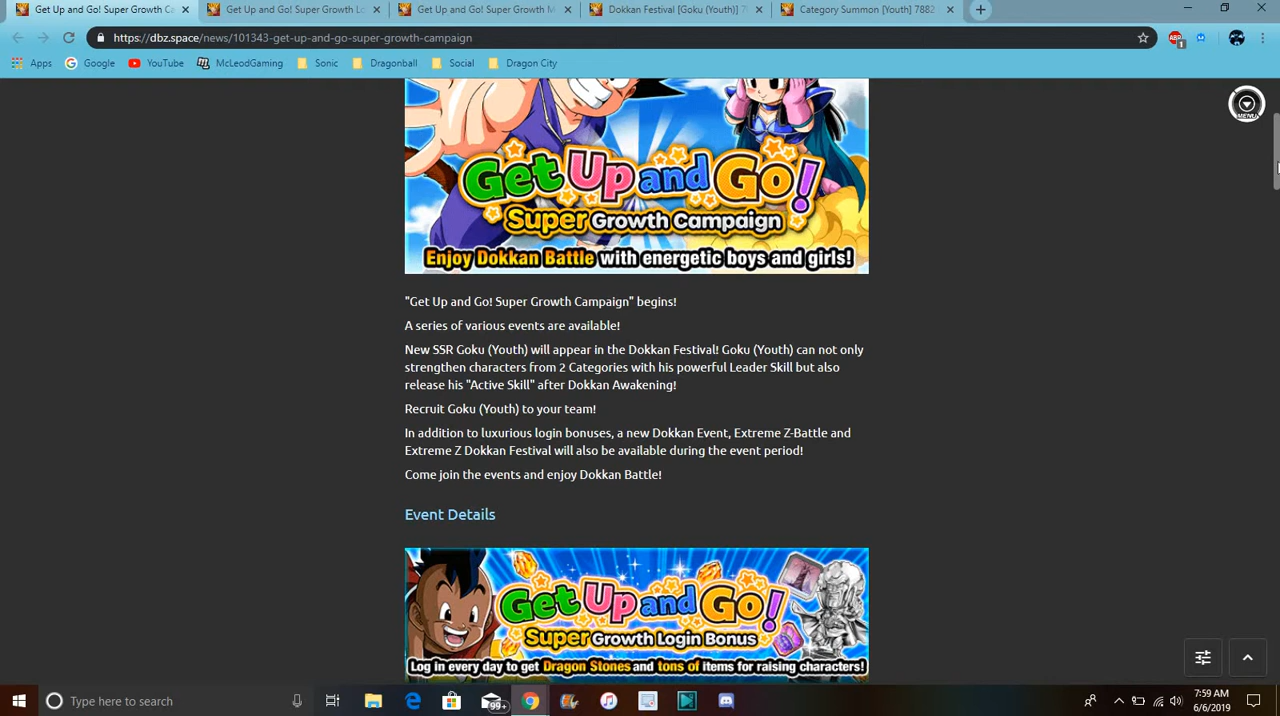 Get Up and Go! Super Growth Ca
Get Up and Go! Super Growth Lo
Get Up and Go! Super Growth M
Dokkan Festival [Goku (Youth)] 7
Category Summon [Youth] 7882
https://dbz.space/news/101343-get-up-and-go-super-growth-campaign
ABP
1
Apps
Google
YouTube
McLeodGaming
Sonic
Dragonball
Social
Dragon City
MENU
Get Up and Go!
Super Growth Campaign
Enjoy Dokkan Battle with energetic boys and girls!
"Get Up and Go! Super Growth Campaign" begins!
A series of various events are available!
New SSR Goku (Youth) will appear in the Dokkan Festival! Goku (Youth) can not only
strengthen characters from 2 Categories with his powerful Leader Skill but also
release his "Active Skill" after Dokkan Awakening!
Recruit Goku (Youth) to your team!
In addition to luxurious login bonuses, a new Dokkan Event, Extreme Z-Battle and
Extreme Z Dokkan Festival will also be available during the event period!
Come join the events and enjoy Dokkan Battle!
Event Details
Get Up and Go!
Super Growth Login Bonus
Log in every day to get Dragon Stones and tons of items for raising characters!
Type here to search
99+
7:59 AM
6/6/2019